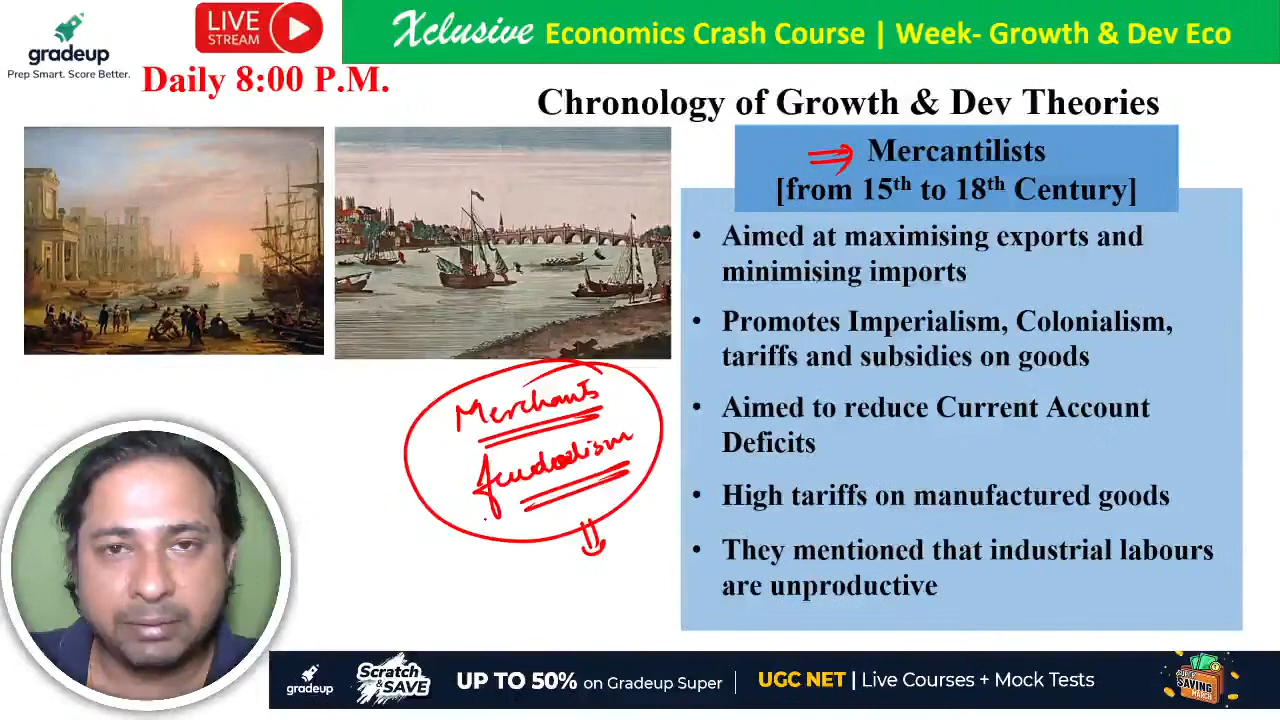 gradeup
Prep Smart. Score Better.
LIVE
STREAM
Xclusive Economics Crash Course | Week- Growth & Dev Eco
Daily 8:00 P.M.
Chronology of Growth & Dev Theories
Mercantilists
[from 15th to 18th Century]
• Aimed at maximising exports and
minimising imports
• Promotes Imperialism, Colonialism,
tariffs and subsidies on goods
• Aimed to reduce Current Account
Deficits
• High tariffs on manufactured goods
• They mentioned that industrial labours
are unproductive
Merchants
feudodism
gradeup
Scratch
& SAVE
UP TO 50% on Gradeup Super
UGC NET | Live Courses + Mock Tests
SUPER
SAVING
MARCH